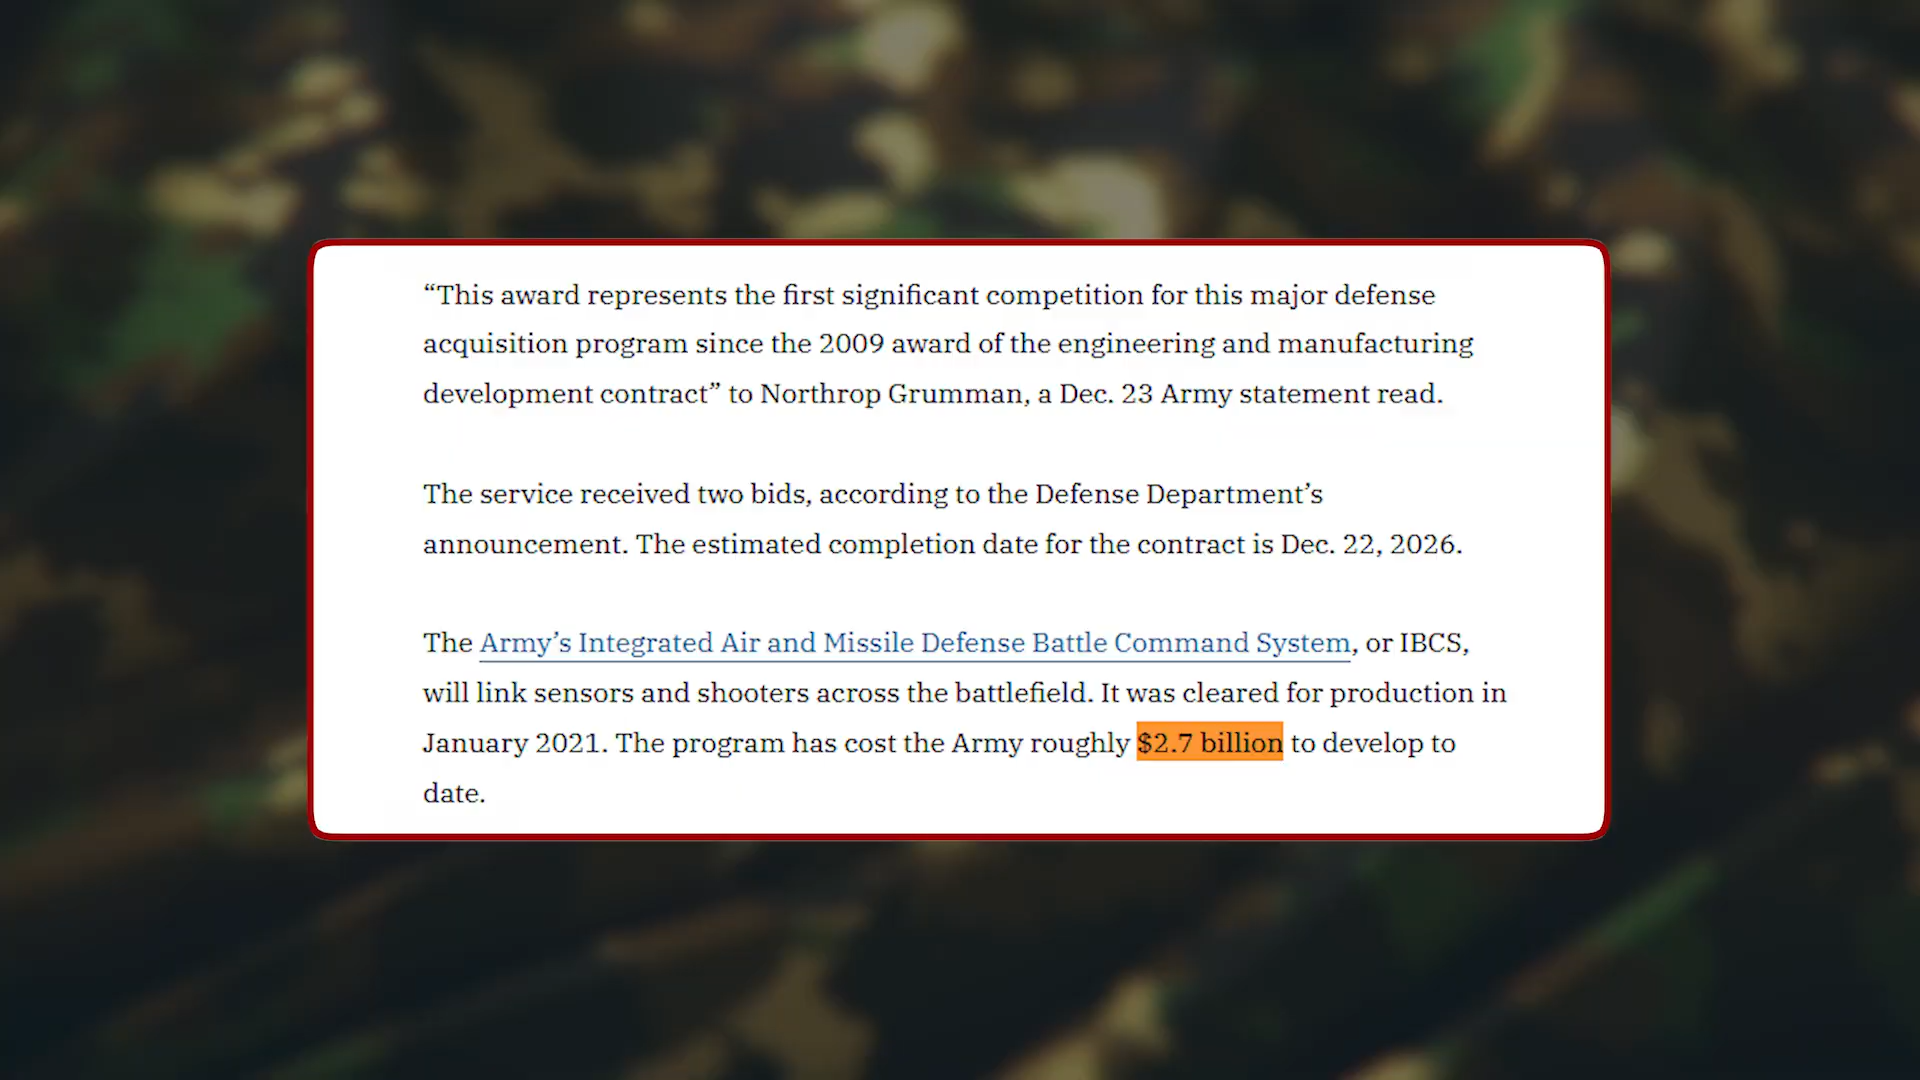 “This award represents the first significant competition for this major defense
acquisition program since the 2009 award of the engineering and manufacturing
development contract” to Northrop Grumman, a Dec. 23 Army statement read.
The service received two bids, according to the Defense Department’s
announcement. The estimated completion date for the contract is Dec. 22, 2026.
The Army’s Integrated Air and Missile Defense Battle Command System, or IBCS,
will link sensors and shooters across the battlefield. It was cleared for production in
January 2021. The program has cost the Army roughly $2.7 billion to develop to
date.